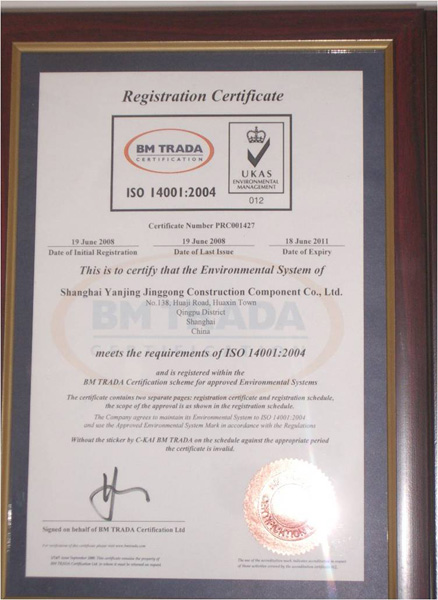 Registration Certificate
BM TRADA
CERTIFICATION
ISO 14001:2004
UKAS
ENVIRONMENTAL
MANAGEMENT
012
Certificate Number PRC001427
19 June 2008 19 June 2008 18 June 2011
Date of Initial Registration Date of Last Issue Date of Expiry
This is to certify that the Environmental System of
Shanghai Yanjing Jinggong Construction Component Co., Ltd.
No.138, Huaji Road, Huaxin Town
Qingpu District
Shanghai
China
meets the requirements of ISO 14001:2004
and is registered within the
BM TRADA Certification scheme for approved Environmental Systems
The certificate contains two separate pages: registration certificate and registration schedule,
the scope of the approval is as shown in the registration schedule.
The Company agrees to maintain its Environmental System to ISO 14001:2004
and use the Approved Environmental System Mark in accordance with the Regulations
Without the sticker by C-KAI BM TRADA on the schedule against the appropriate period
the certificate is invalid.
Signed on behalf of BM TRADA Certification Ltd